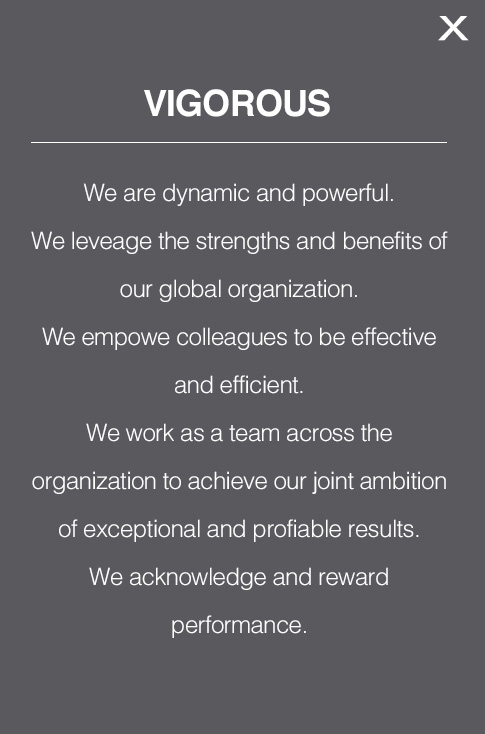 X
VIGOROUS
We are dynamic and powerful.
We leveage the strengths and benefits of
our global organization.
We empowe colleagues to be effective
and efficient.
We work as a team across the
organization to achieve our joint ambition
of exceptional and profiable results.
We acknowledge and reward
performance.